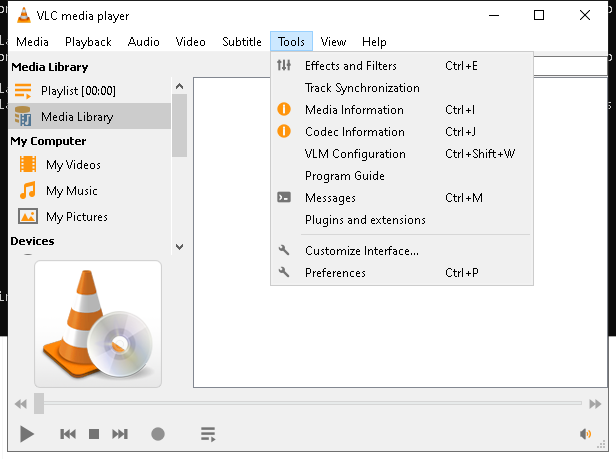 VLC media player
Media Playback Audio Video Subtitle Tools View Help
Media Library
Playlist [00:00]
Media Library
My Computer
My Videos
My Music
My Pictures
Devices
Effects and Filters Ctrl+E
Track Synchronization
Media Information Ctrl+I
Codec Information Ctrl+J
VLM Configuration Ctrl+Shift+W
Program Guide
Messages Ctrl+M
Plugins and extensions
Customize Interface...
Preferences Ctrl+P